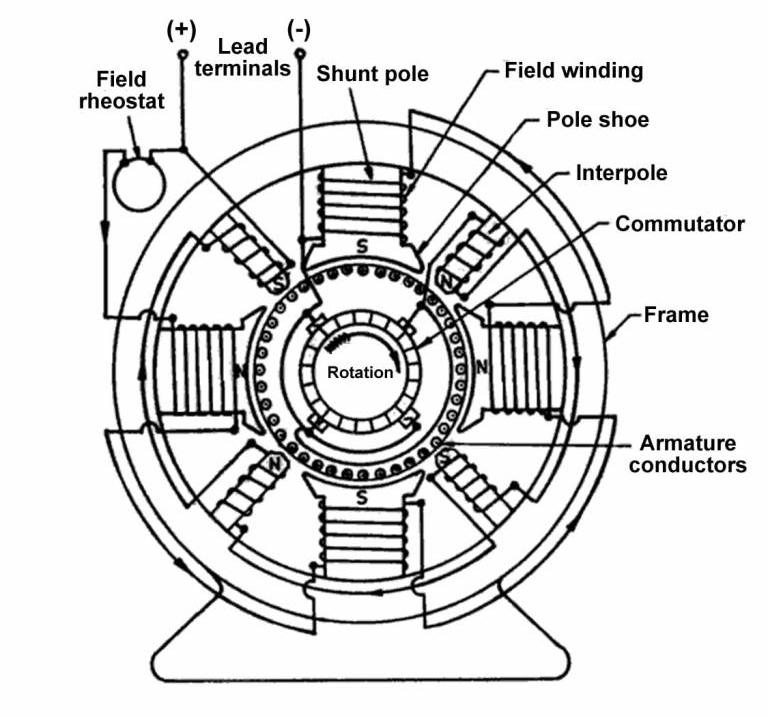 (+)
Lead
terminals
(-)
Field
rheostat
Shunt pole
Field winding
Pole shoe
Interpole
Commutator
S
S
N
Frame
N
Rotation
N
Armature
conductors
N
S
S